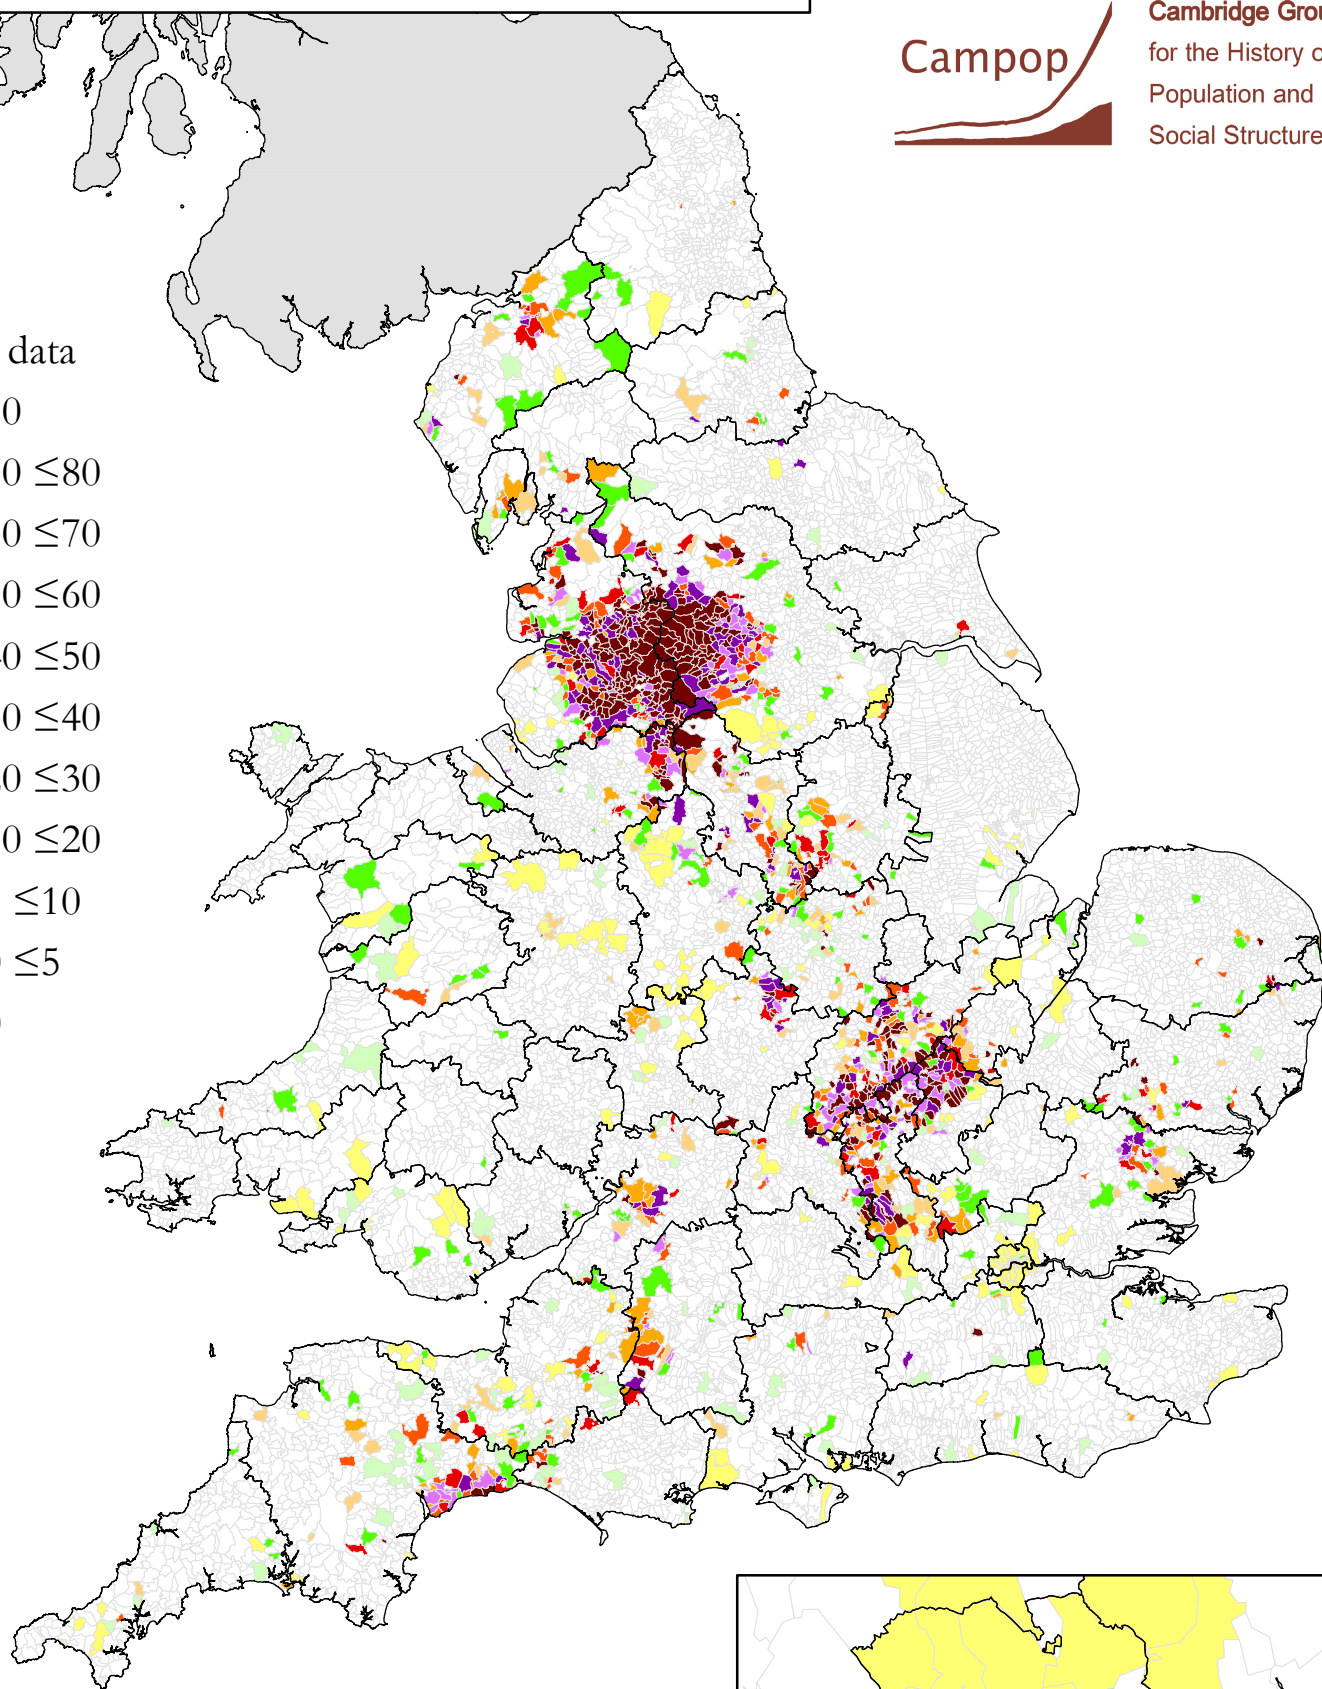 Cambridge Grou
for the History o
Population and
Social Structure
Campop
data
0
0 ≤80
0 ≤70
0 ≤60
0 ≤50
0 ≤40
0 ≤30
0 ≤20
≤10
≤5